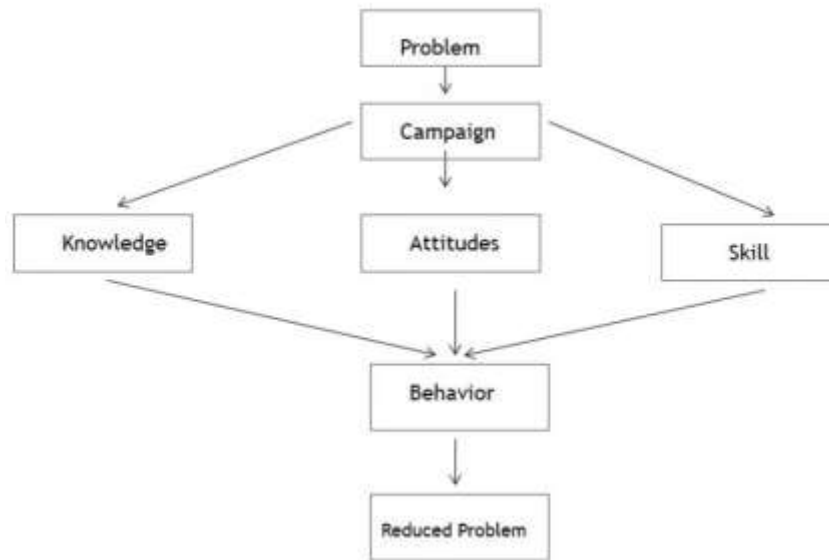 Problem
Campaign
Knowledge
Attitudes
Skill
Behavior
Reduced Problem